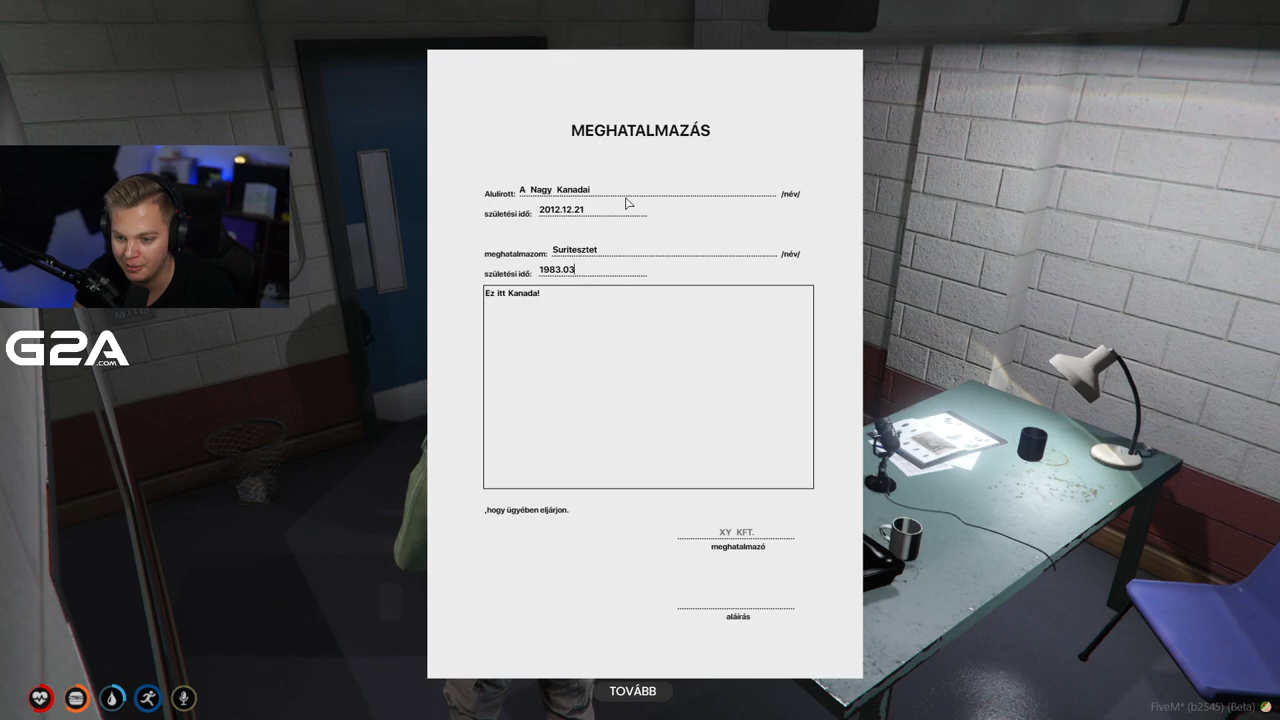 MEGHATALMAZÁS
Alulírott: A Nagy Kanadai /név/
születési idő: 2012.12.21
meghatalmazom: Suritesztet /név/
születési idő: 1983.03
Ez itt Kanada!
,hogy ügyében eljárjon.
XY KFT.
meghatalmazó
aláírás
G2A
.COM
TOVÁBB
FiveM* (b2545) (Beta)